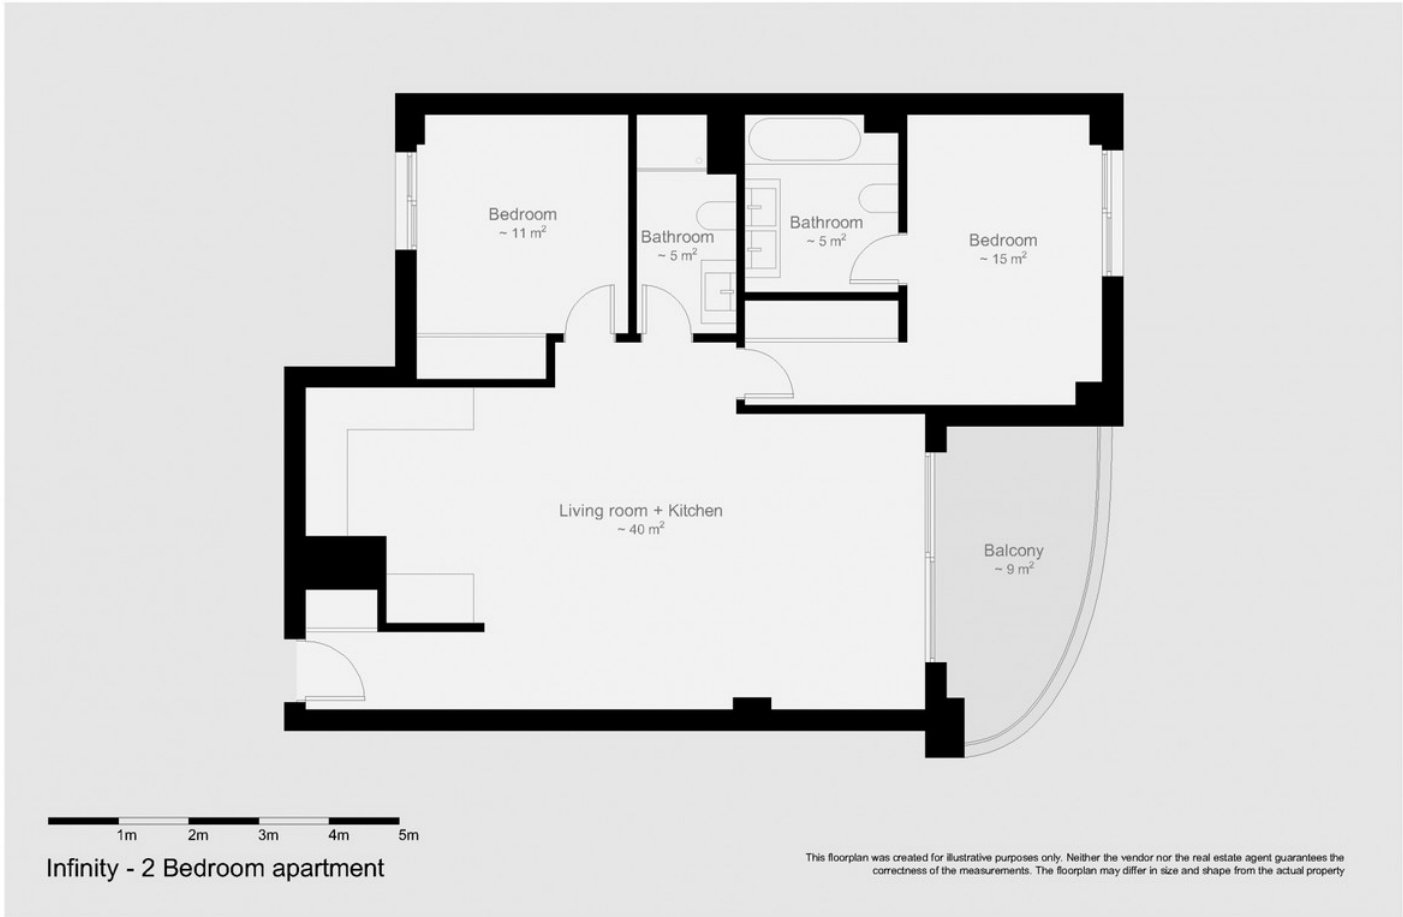 Bedroom
~ 11 m²
Bathroom
~ 5 m²
Bathroom
~ 5 m²
Bedroom
~ 15 m²
Living room + Kitchen
~ 40 m²
Balcony
~ 9 m²
1m 2m 3m 4m 5m
Infinity - 2 Bedroom apartment
This floorplan was created for illustrative purposes only. Neither the vendor nor the real estate agent guarantees the
correctness of the measurements. The floorplan may differ in size and shape from the actual property